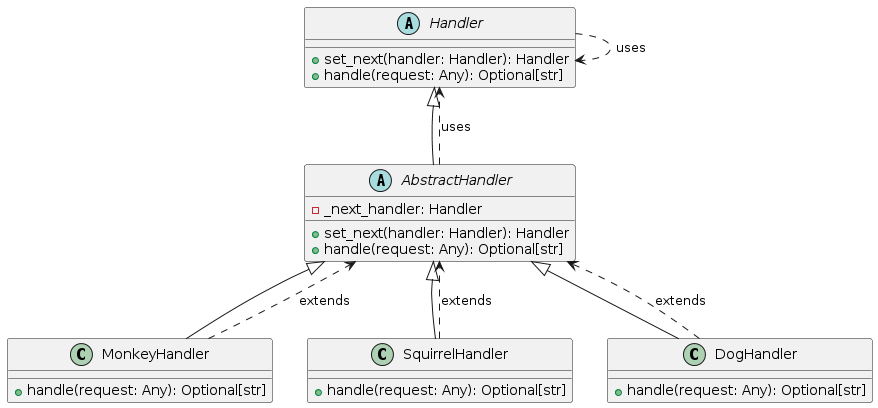 A Handler
uses
set_next(handler: Handler): Handler
handle(request: Any): Optional[str]
uses
A AbstractHandler
_next_handler: Handler
set_next(handler: Handler): Handler
handle(request: Any): Optional[str]
extends
extends
extends
C MonkeyHandler
handle(request: Any): Optional[str]
C SquirrelHandler
handle(request: Any): Optional[str]
C DogHandler
handle(request: Any): Optional[str]